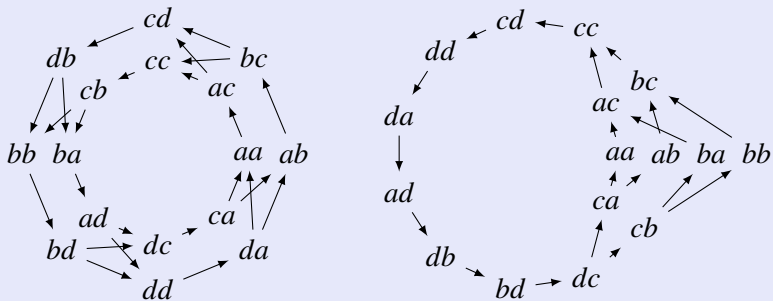 cd
db cc bc
cb ac
bb ba aa ab
ad ca
bd dc da
dd
cd cc
dd bc
da ac
aa ab ba bb
ad ca
cb
db dc
bd